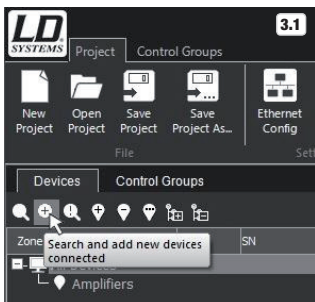 LD
SYSTEMS
3.1
Project Control Groups
New Project
Open Project
Save Project
Save Project As...
Ethernet Config
File
Devices Control Groups
Zone SN
Search and add new devices connected
Amplifiers